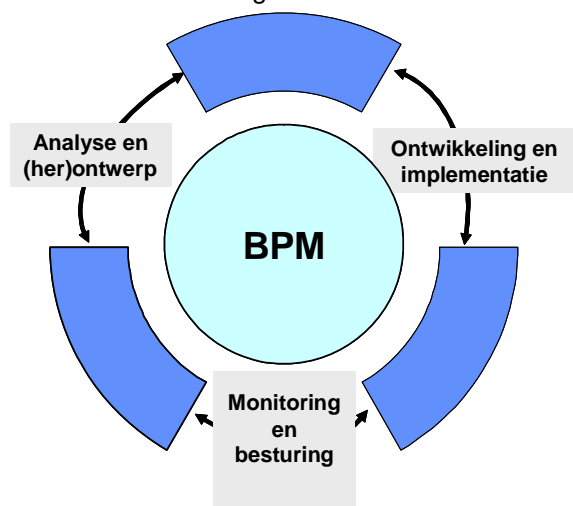 Analyse en
(her)ontwerp
Ontwikkeling en
implementatie
BPM
Monitoring
en
besturing